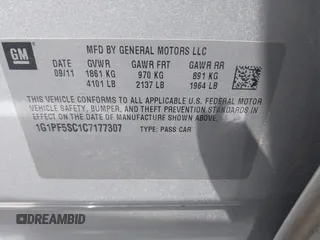 GM
MFD BY GENERAL MOTORS LLC
DATE GVWR GAWR FRT GAWR RR
09/11 1861 KG 970 KG 891 KG
4101 LB 2137 LB 1964 LB
THIS VEHICLE CONFORMS TO ALL APPLICABLE U.S. FEDERAL MOTOR
VEHICLE SAFETY, BUMPER, AND THEFT PREVENTION STANDARDS IN
EFFECT ON THE DATE OF MANUFACTURE SHOWN ABOVE.
1G1PF5SC1C7177307 TYPE: PASS CAR
DREAMBID